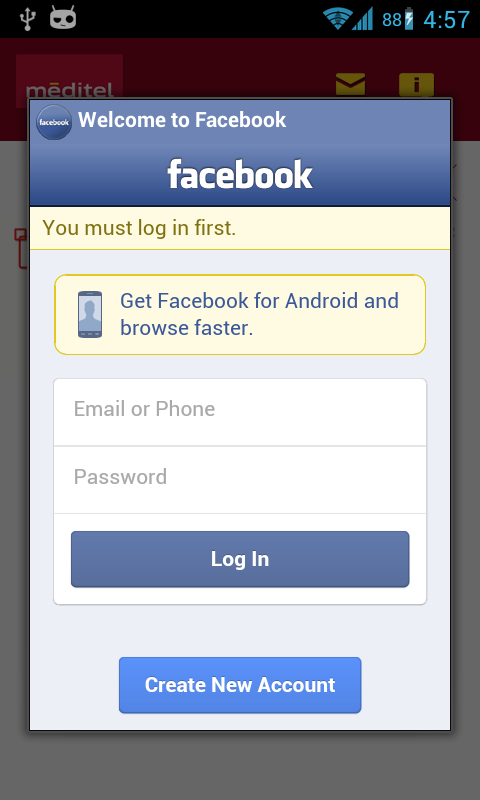 88 4:57
méditel
facebook Welcome to Facebook
facebook
You must log in first.
Get Facebook for Android and
browse faster.
Email or Phone
Password
Log In
Create New Account